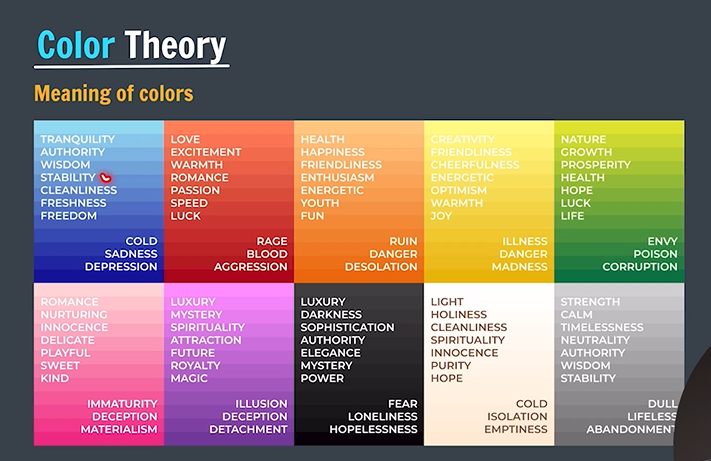 Color Theory
Meaning of colors
TRANQUILITY
AUTHORITY
WISDOM
STABILITY
CLEANLINESS
FRESHNESS
FREEDOM
COLD
SADNESS
DEPRESSION
LOVE
EXCITEMENT
WARMTH
ROMANCE
PASSION
SPEED
LUCK
RAGE
BLOOD
AGGRESSION
HEALTH
HAPPINESS
FRIENDLINESS
ENTHUSIASM
ENERGETIC
YOUTH
FUN
RUIN
DANGER
DESOLATION
CREATIVITY
FRIENDLINESS
CHEERFULNESS
ENERGETIC
OPTIMISM
WARMTH
JOY
ILLNESS
DANGER
MADNESS
NATURE
GROWTH
PROSPERITY
HEALTH
HOPE
LUCK
LIFE
ENVY
POISON
CORRUPTION
ROMANCE
NURTURING
INNOCENCE
DELICATE
PLAYFUL
SWEET
KIND
IMMATURITY
DECEPTION
MATERIALISM
LUXURY
MYSTERY
SPIRITUALITY
ATTRACTION
FUTURE
ROYALTY
MAGIC
ILLUSION
DECEPTION
DETACHMENT
LUXURY
DARKNESS
SOPHISTICATION
AUTHORITY
ELEGANCE
MYSTERY
POWER
FEAR
LONELINESS
HOPELESSNESS
LIGHT
HOLINESS
CLEANLINESS
SPIRITUALITY
INNOCENCE
PURITY
HOPE
COLD
ISOLATION
EMPTINESS
STRENGTH
CALM
TIMELESSNESS
NEUTRALITY
AUTHORITY
WISDOM
STABILITY
DULL
LIFELESS
ABANDONMENT